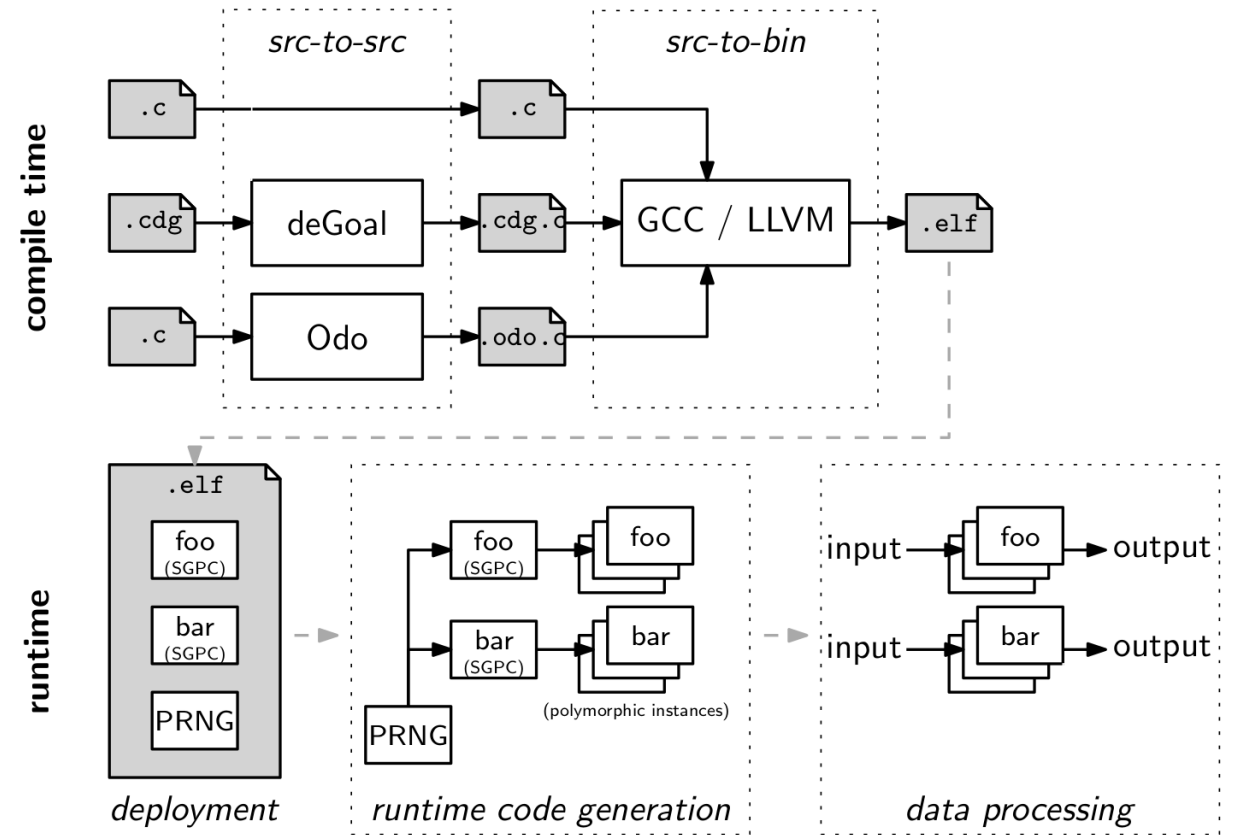 src-to-src
src-to-bin
compile time
.c
.c
.cdg
deGoal
.cdg.c
GCC / LLVM
.elf
.c
Odo
.odo.c
runtime
.elf
foo
(SGPC)
bar
(SGPC)
PRNG
deployment
foo
(SGPC)
foo
bar
(SGPC)
bar
(polymorphic instances)
PRNG
runtime code generation
input
foo
output
input
bar
output
data processing